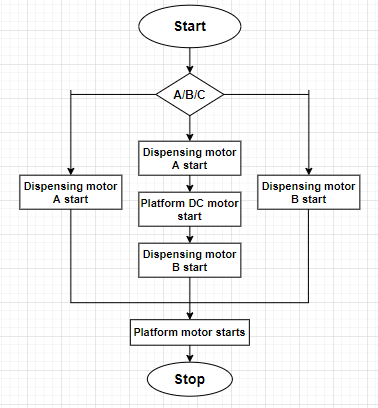 Start
A/B/C
Dispensing motor
A start
Dispensing motor
A start
Platform DC motor
start
Dispensing motor
B start
Dispensing motor
B start
Platform motor starts
Stop